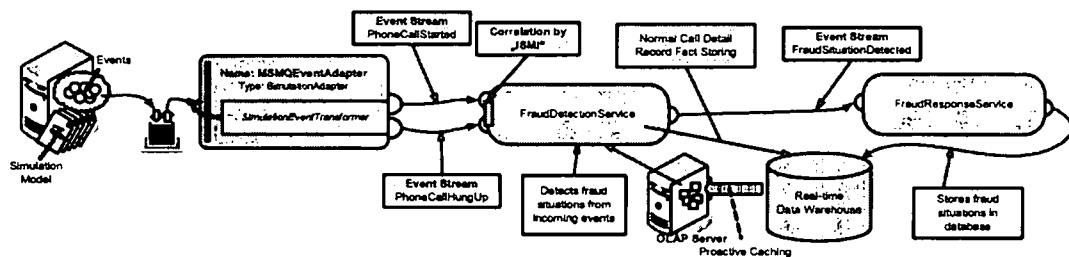 Events
Simulation
Model
Name: MSMQEventAdapter
Type: SimulationAdapter
SimulationEventTransformer
Event Stream
PhoneCallStarted
Event Stream
PhoneCallHungUp
Correlation by
FraudDetectionService
Detects fraud
situations from
incoming events
Normal Call Detail
Record Fact Storing
OLAP Server
Proactive Caching
Real-time
Data Warehouse
Event Stream
FraudSituationDetected
FraudResponseService
Stores fraud
situations in
database